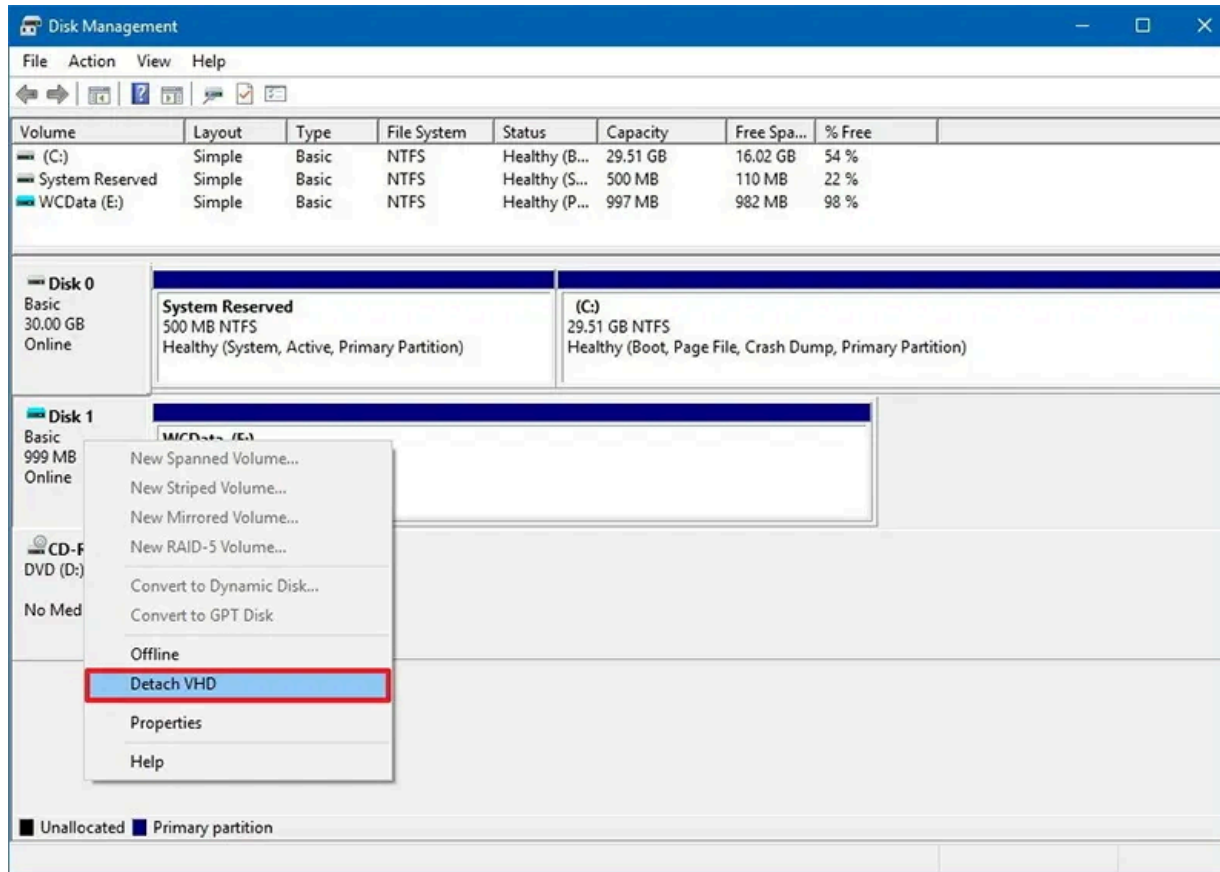 Disk Management
File Action View Help
Volume Layout Type File System Status Capacity Free Spa... % Free
(C:) Simple Basic NTFS Healthy (B... 29.51 GB 16.02 GB 54 %
System Reserved Simple Basic NTFS Healthy (S... 500 MB 110 MB 22 %
WCData (E:) Simple Basic NTFS Healthy (P... 997 MB 982 MB 98 %
Disk 0
Basic
30.00 GB
Online
System Reserved
500 MB NTFS
Healthy (System, Active, Primary Partition)
(C:)
29.51 GB NTFS
Healthy (Boot, Page File, Crash Dump, Primary Partition)
Disk 1
Basic
999 MB
Online
WCData (E:)
New Spanned Volume...
New Striped Volume...
New Mirrored Volume...
New RAID-5 Volume...
Convert to Dynamic Disk...
Convert to GPT Disk
Offline
Detach VHD
Properties
Help
CD-R
DVD (D:)
No Med
Unallocated Primary partition